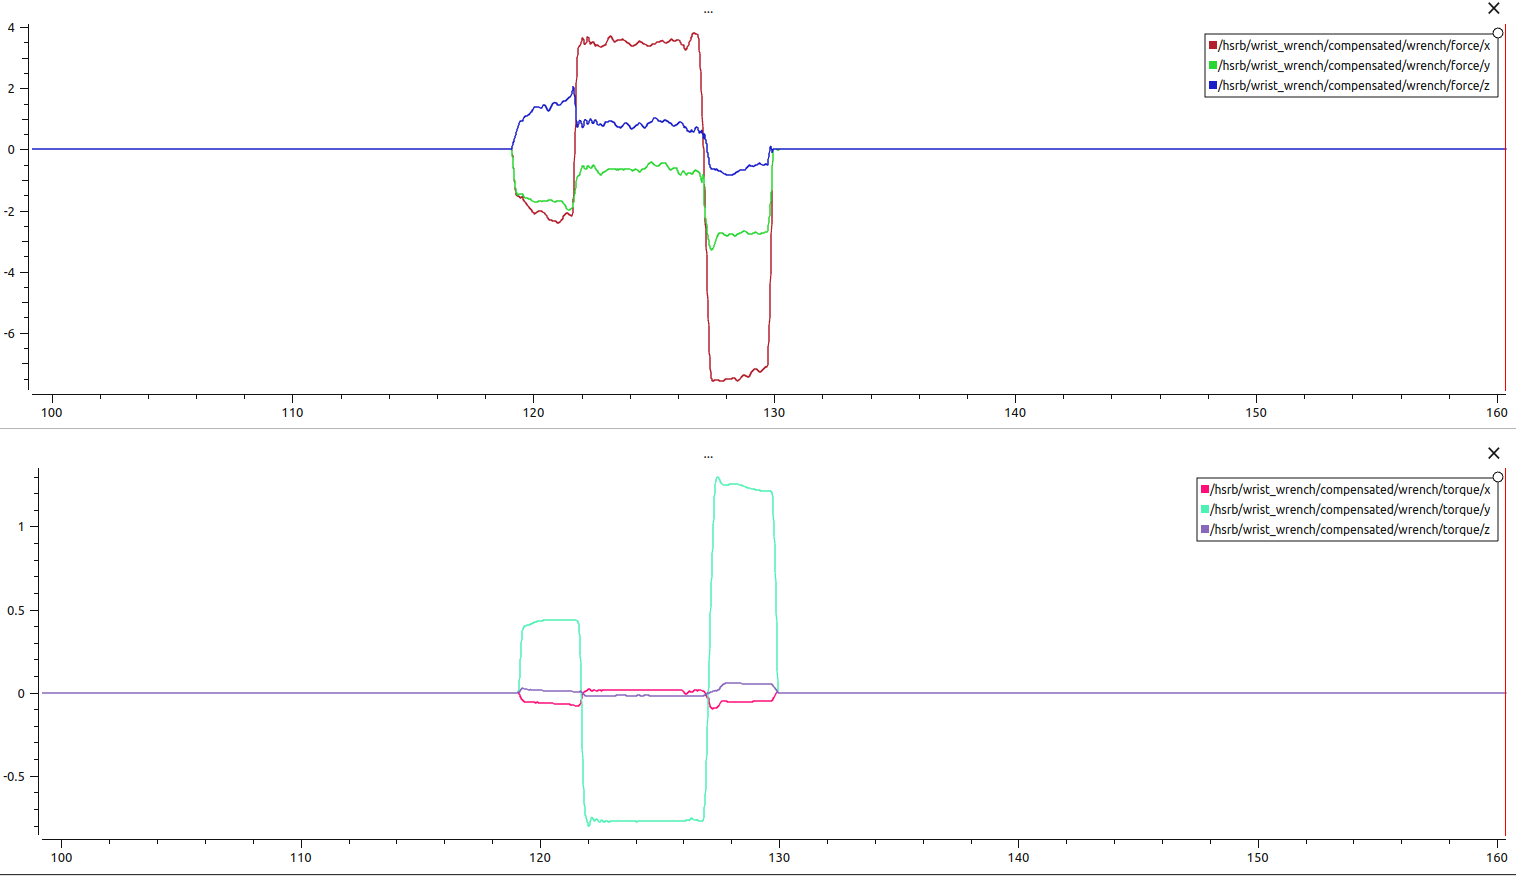 ...
/hsrb/wrist_wrench/compensated/wrench/force/x
/hsrb/wrist_wrench/compensated/wrench/force/y
/hsrb/wrist_wrench/compensated/wrench/force/z
4
2
0
-2
-4
-6
100 110 120 130 140 150 160
...
/hsrb/wrist_wrench/compensated/wrench/torque/x
/hsrb/wrist_wrench/compensated/wrench/torque/y
/hsrb/wrist_wrench/compensated/wrench/torque/z
1
0.5
0
-0.5
100 110 120 130 140 150 160